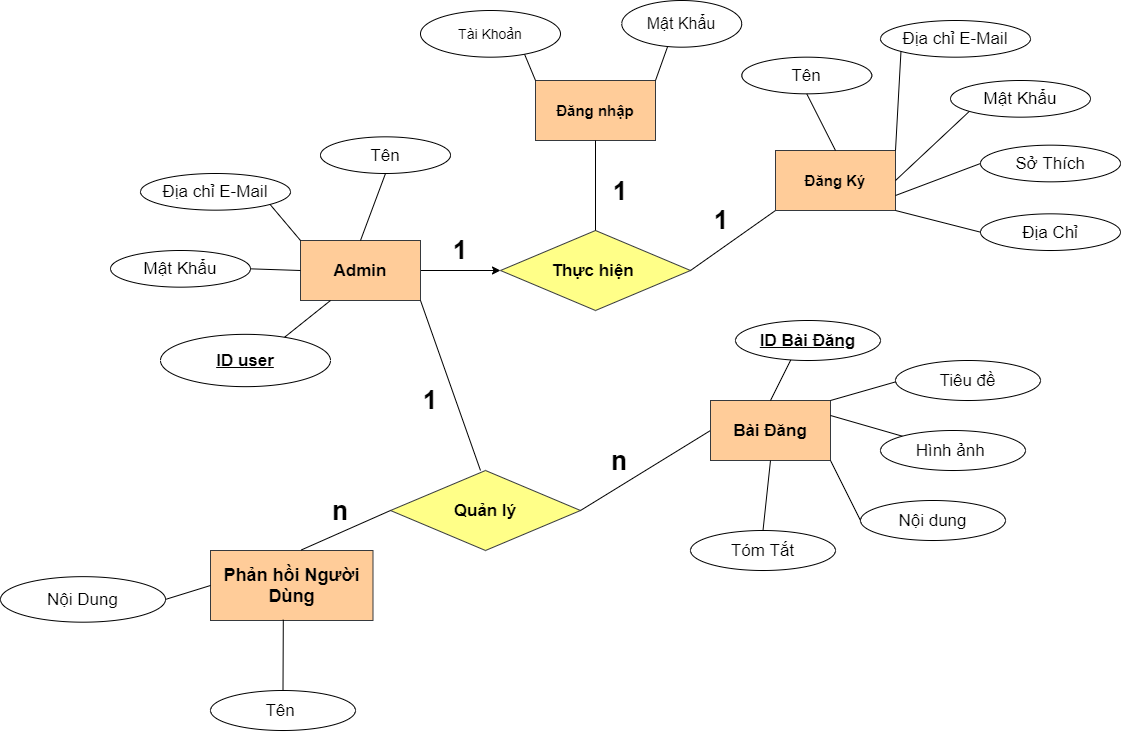 Tài Khoản
Mật Khẩu
Địa chỉ E-Mail
Tên
Mật Khẩu
Đăng nhập
Tên
Sở Thích
Đăng Ký
Địa chỉ E-Mail
1
1
Địa Chỉ
1
Mật Khẩu
Admin
Thực hiện
ID user
ID Bài Đăng
Tiêu đề
1
Bài Đăng
Hình ảnh
n
n
Quản lý
Nội dung
Tóm Tắt
Phản hồi Người
Dùng
Nội Dung
Tên